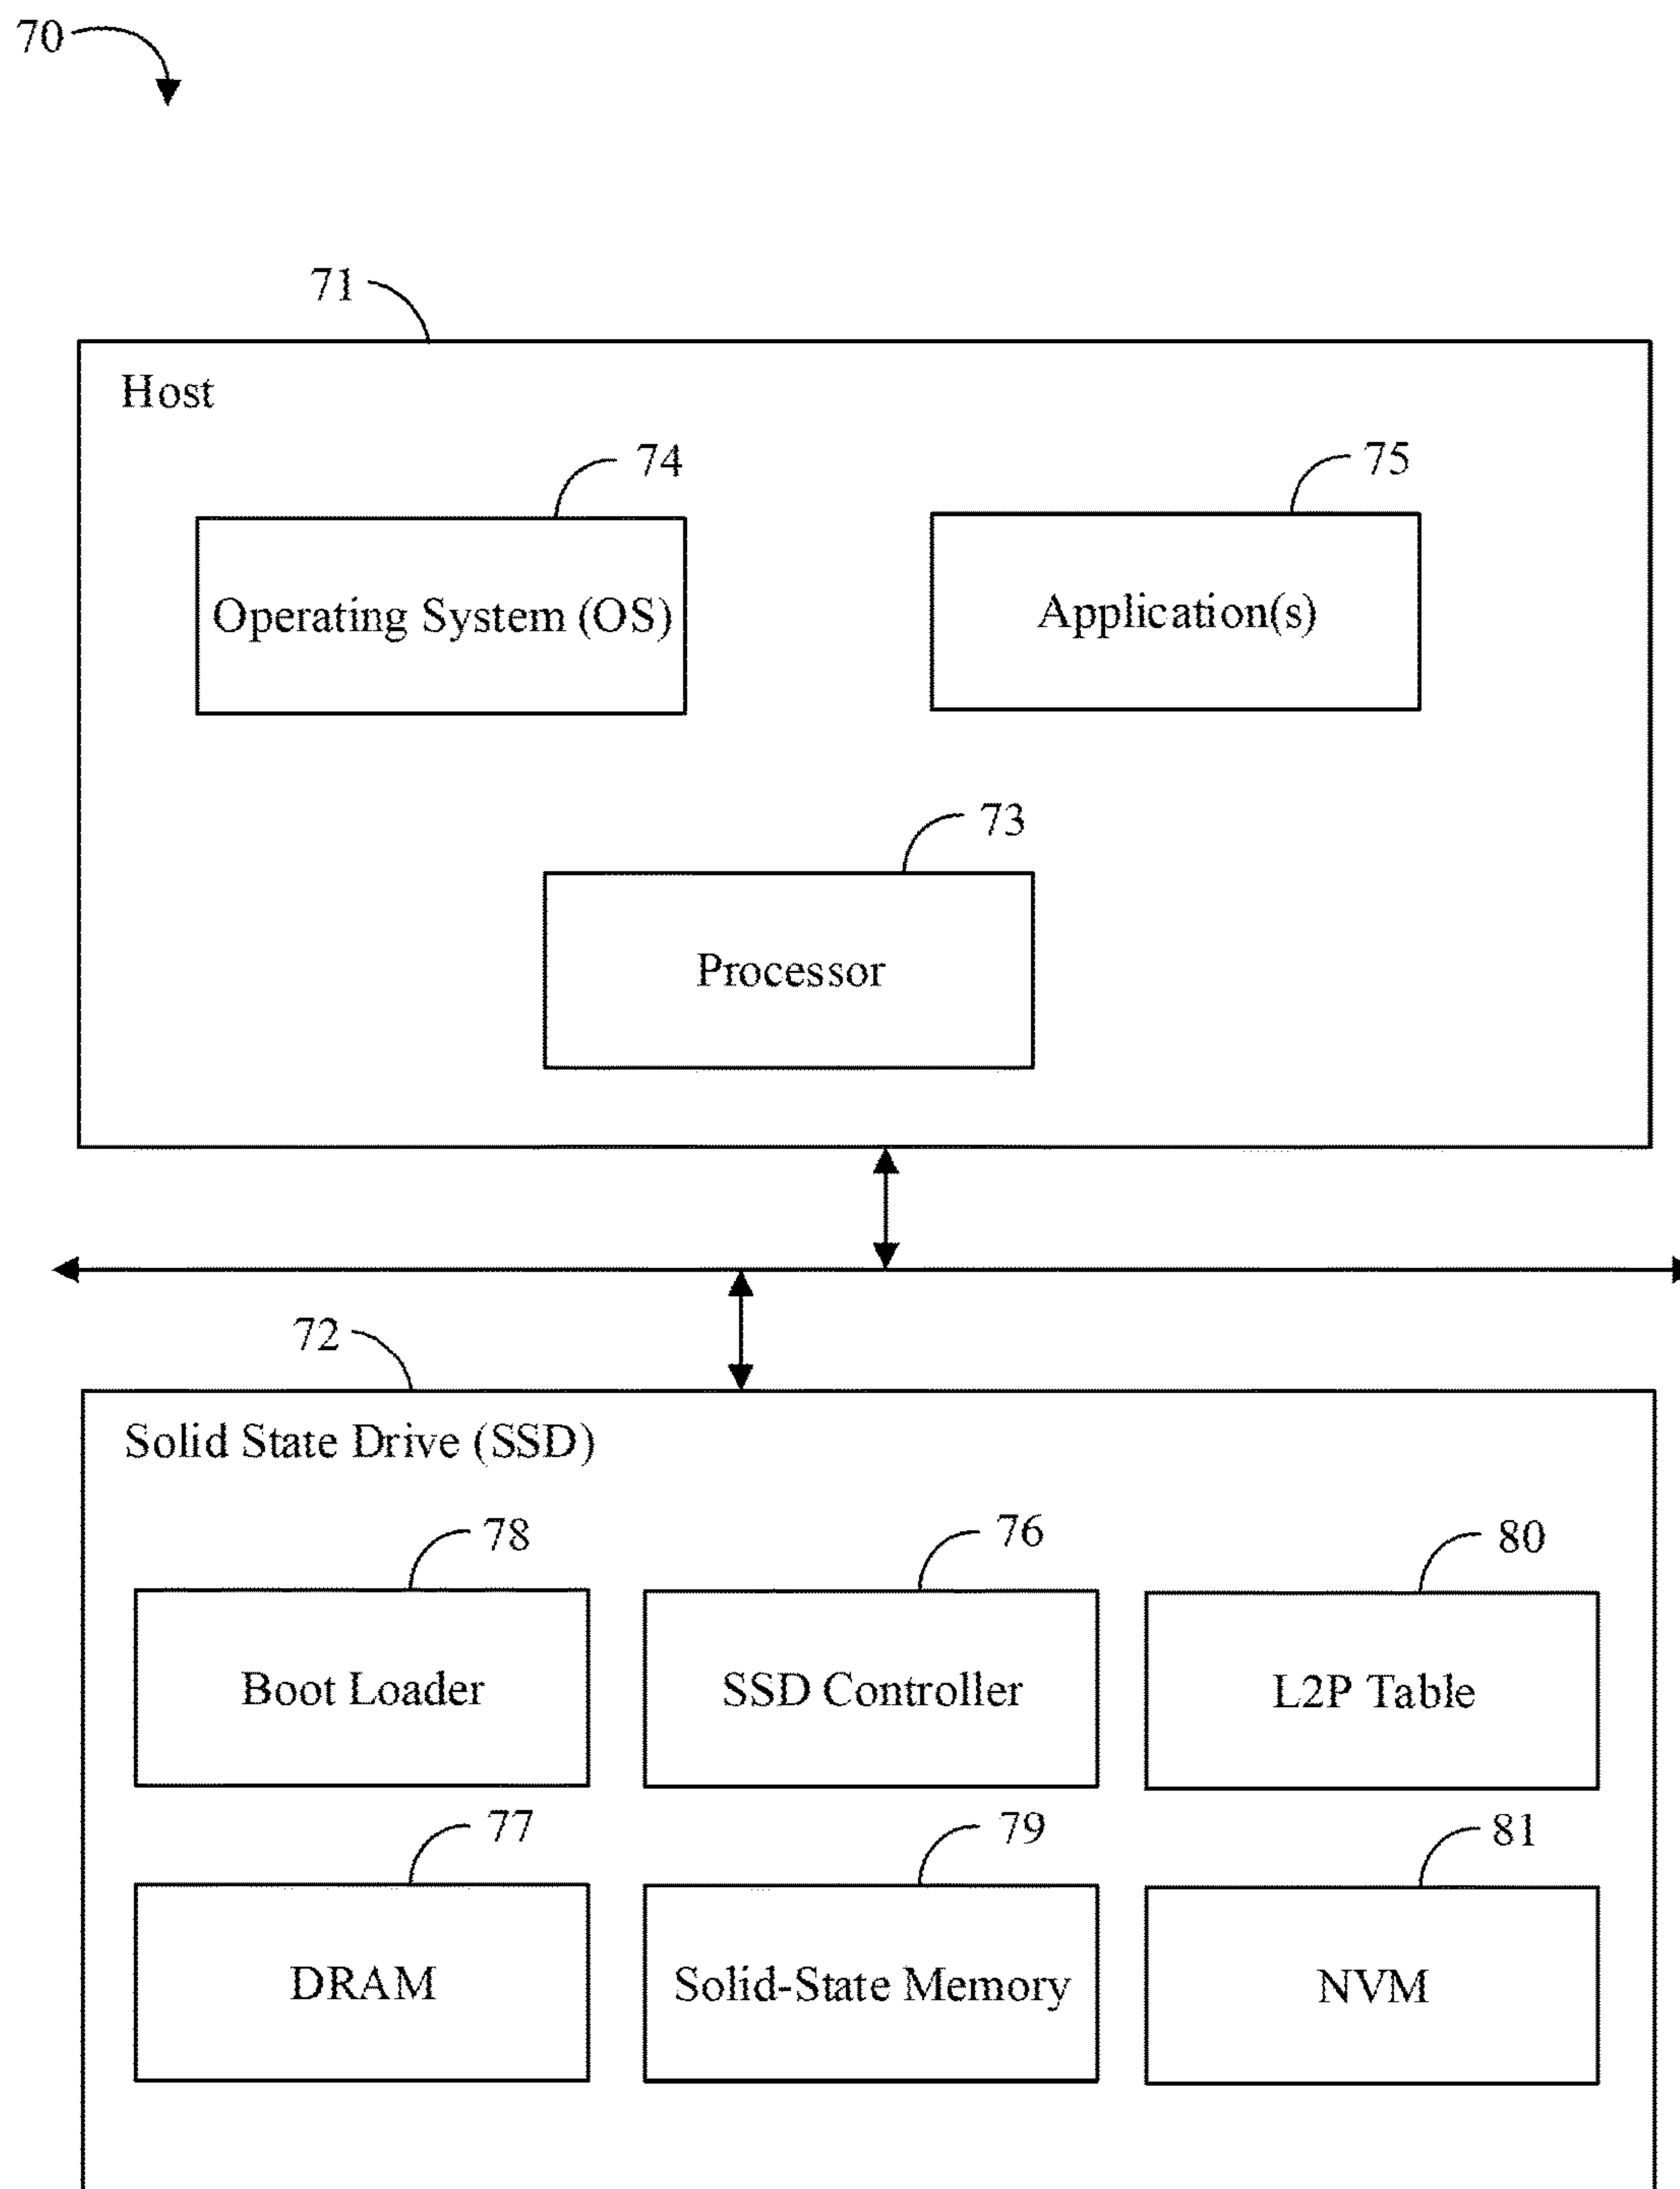 70
71
Host
74
75
Operating System (OS)
Application(s)
73
Processor
72
Solid State Drive (SSD)
78
76
80
Boot Loader
SSD Controller
L2P Table
77
79
81
DRAM
Solid-State Memory
NVM